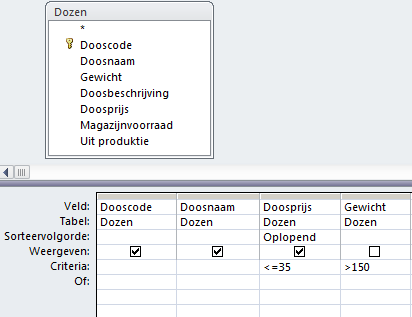 Dozen
*
Dooscode
Doosnaam
Gewicht
Doosbeschrijving
Doosprijs
Magazijnvoorraad
Uit produktie
Veld: Dooscode Doosnaam Doosprijs Gewicht
Tabel: Dozen Dozen Dozen Dozen
Sorteervolgorde: Oplopend
Weergeven:
Criteria: <=35 >150
Of: